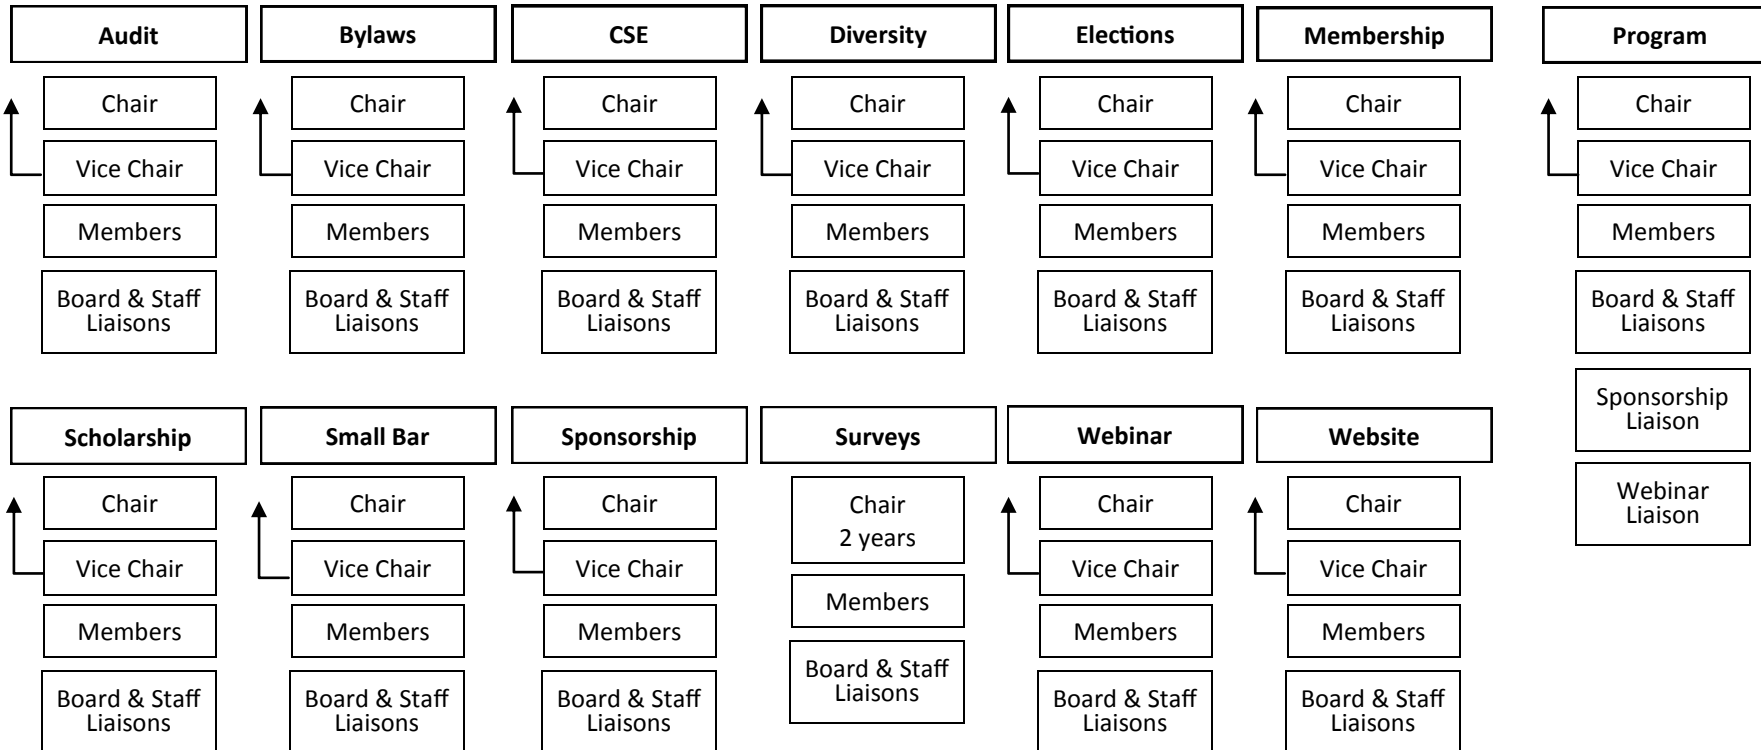 Audit
Chair
Vice Chair
Members
Board & Staff
Liaisons
Bylaws
Chair
Vice Chair
Members
Board & Staff
Liaisons
CSE
Chair
Vice Chair
Members
Board & Staff
Liaisons
Diversity
Chair
Vice Chair
Members
Board & Staff
Liaisons
Elections
Chair
Vice Chair
Members
Board & Staff
Liaisons
Membership
Chair
Vice Chair
Members
Board & Staff
Liaisons
Program
Chair
Vice Chair
Members
Board & Staff
Liaisons
Sponsorship
Liaison
Webinar
Liaison
Scholarship
Chair
Vice Chair
Members
Board & Staff
Liaisons
Small Bar
Chair
Vice Chair
Members
Board & Staff
Liaisons
Sponsorship
Chair
Vice Chair
Members
Board & Staff
Liaisons
Surveys
Chair
2 years
Members
Board & Staff
Liaisons
Webinar
Chair
Vice Chair
Members
Board & Staff
Liaisons
Website
Chair
Vice Chair
Members
Board & Staff
Liaisons